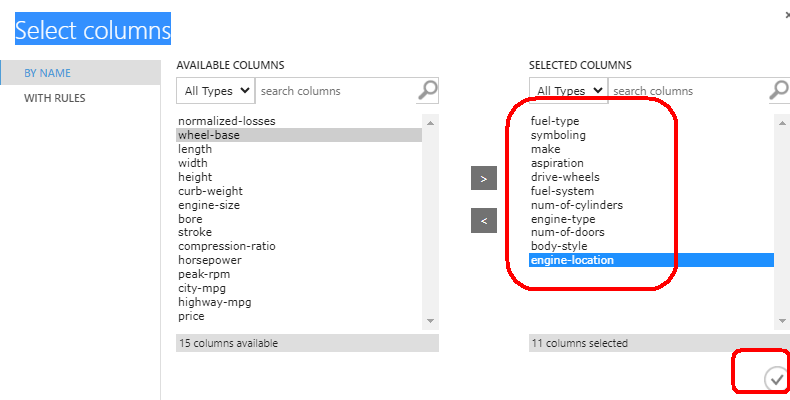 Select columns
BY NAME
WITH RULES
AVAILABLE COLUMNS
All Types
search columns
normalized-losses
wheel-base
length
width
height
curb-weight
engine-size
bore
stroke
compression-ratio
horsepower
peak-rpm
city-mpg
highway-mpg
price
15 columns available
>
<
SELECTED COLUMNS
All Types
search columns
fuel-type
symboling
make
aspiration
drive-wheels
fuel-system
num-of-cylinders
engine-type
num-of-doors
body-style
engine-location
11 columns selected